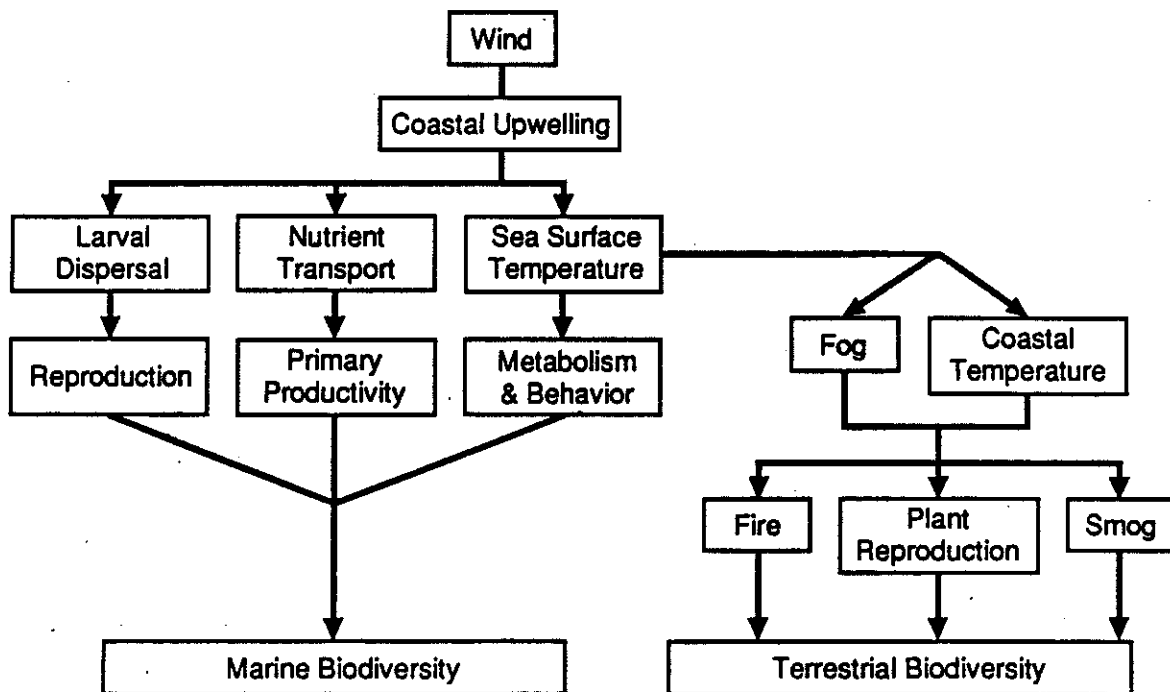 Wind
Coastal Upwelling
Larval
Dispersal
Nutrient
Transport
Sea Surface
Temperature
Reproduction
Primary
Productivity
Metabolism
& Behavior
Fog
Coastal
Temperature
Fire
Plant
Reproduction
Smog
Marine Biodiversity
Terrestrial Biodiversity